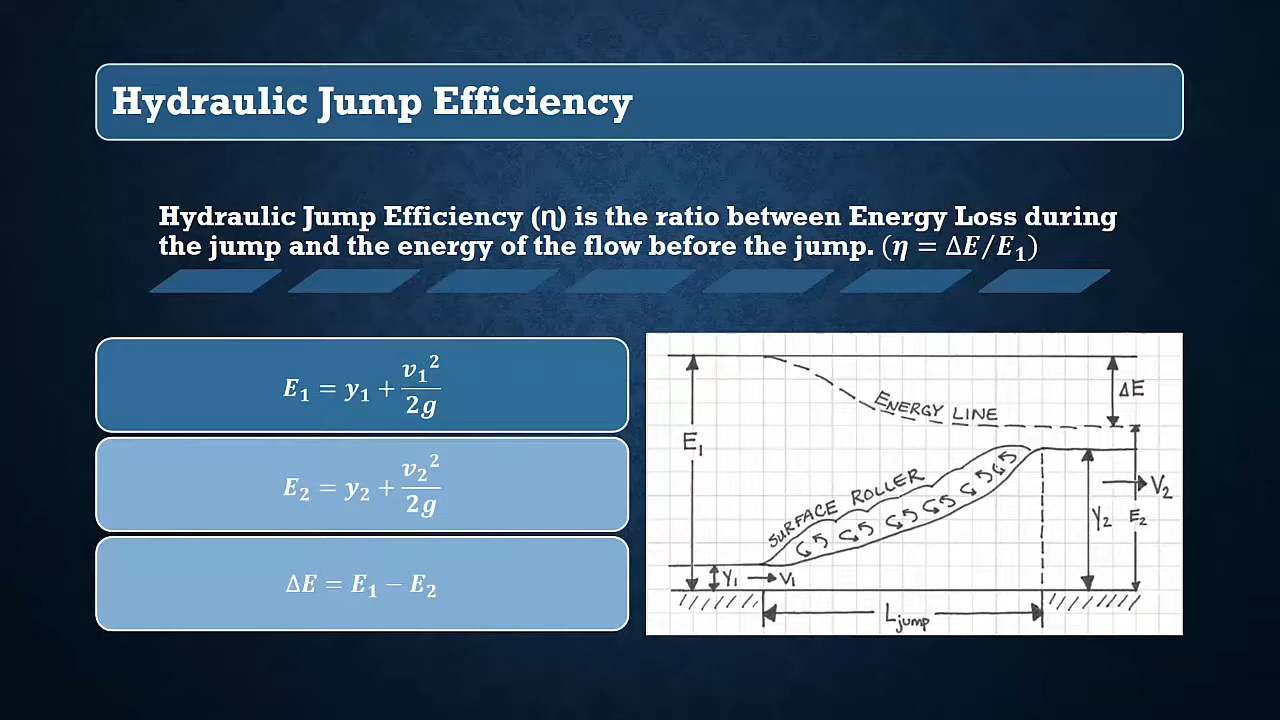 Hydraulic Jump Efficiency
Hydraulic Jump Efficiency (η) is the ratio between Energy Loss during
the jump and the energy of the flow before the jump. (η = ΔE/E₁)
E₁ = y₁ + v₁²/2g
E₂ = y₂ + v₂²/2g
ΔE = E₁ − E₂
ΔE
ENERGY LINE
E₁
SURFACE ROLLER
V₂
Y₂
E₂
Y₁
V₁
Ljump